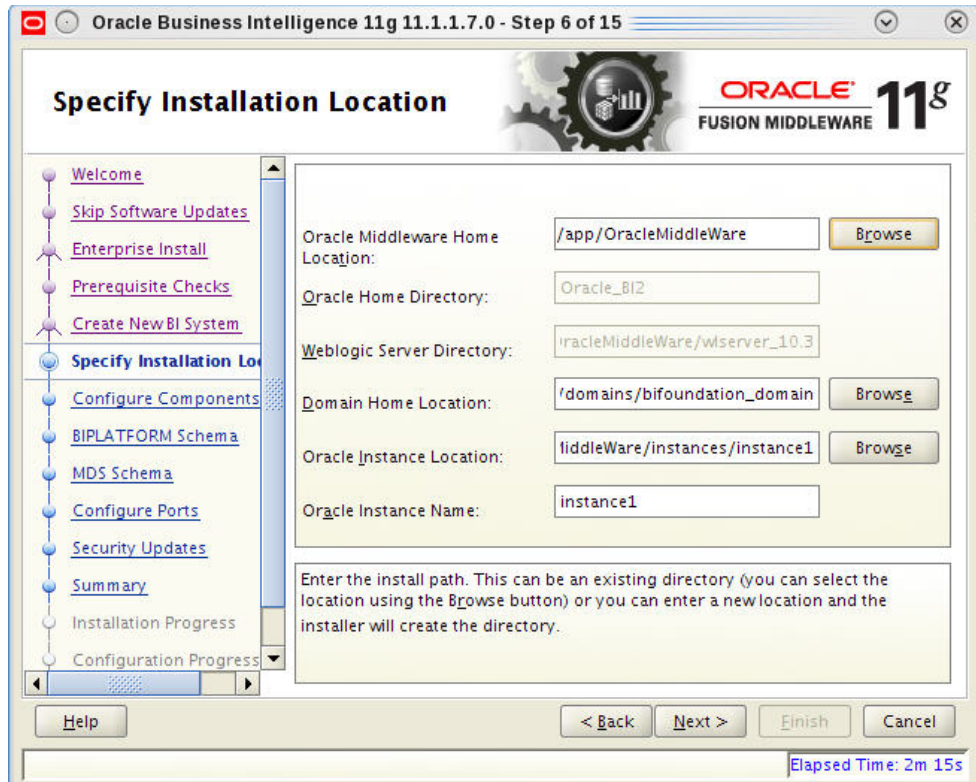 Oracle Business Intelligence 11g 11.1.1.7.0 - Step 6 of 15
Specify Installation Location
ORACLE
FUSION MIDDLEWARE
11g
Welcome
Skip Software Updates
Enterprise Install
Prerequisite Checks
Create New BI System
Specify Installation Loc
Configure Components
BIPLATFORM Schema
MDS Schema
Configure Ports
Security Updates
Summary
Installation Progress
Configuration Progress
Oracle Middleware Home
Location:
/app/OracleMiddleWare
Browse
Oracle Home Directory:
Oracle_BI2
Weblogic Server Directory:
racleMiddleWare/wlserver_10.3
Domain Home Location:
/domains/bifoundation_domain
Browse
Oracle Instance Location:
iddleWare/instances/instance1
Browse
Oracle Instance Name:
instance1
Enter the install path. This can be an existing directory (you can select the
location using the Browse button) or you can enter a new location and the
installer will create the directory.
Help
< Back
Next >
Finish
Cancel
Elapsed Time: 2m 15s